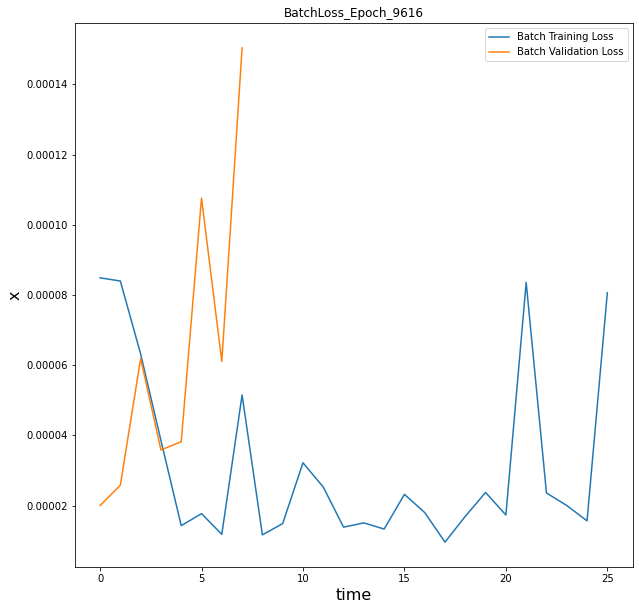 BatchLoss_Epoch_9616
Batch Training Loss
Batch Validation Loss
0.00014
0.00012
0.00010
0.00008
0.00006
0.00004
0.00002
x
0 5 10 15 20 25
time